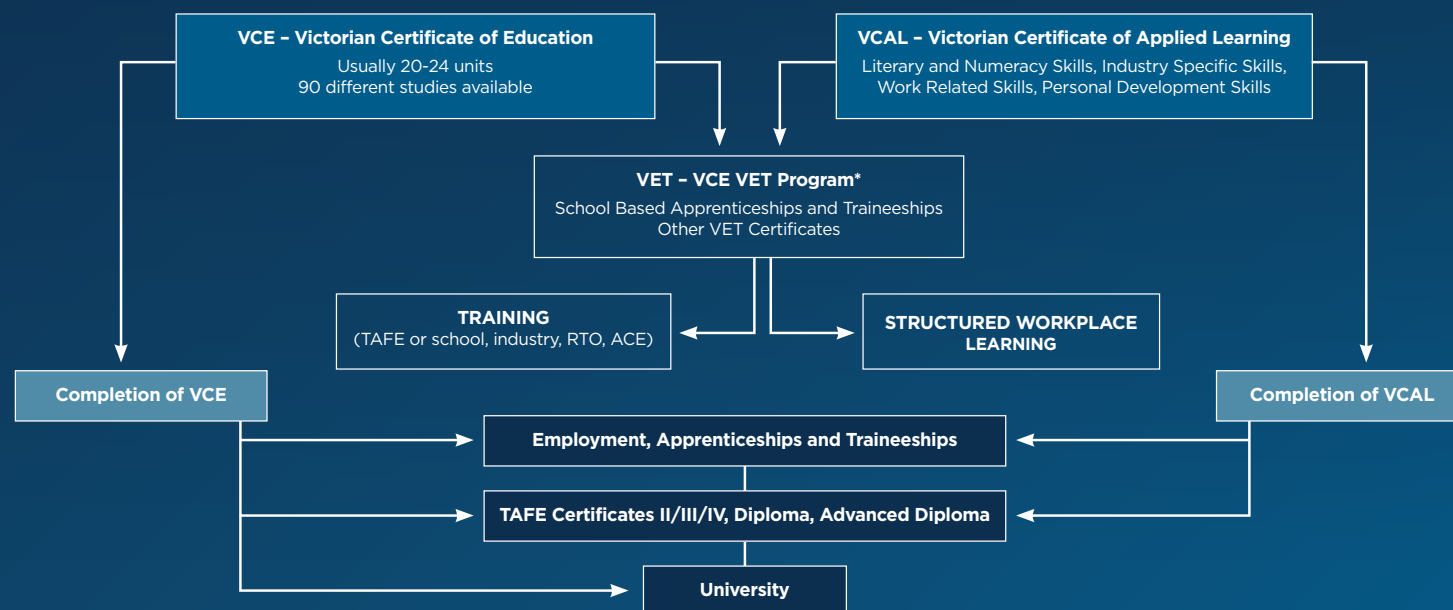 VCE – Victorian Certificate of Education
Usually 20-24 units
90 different studies available
VCAL – Victorian Certificate of Applied Learning
Literary and Numeracy Skills, Industry Specific Skills,
Work Related Skills, Personal Development Skills
VET – VCE VET Program*
School Based Apprenticeships and Traineeships
Other VET Certificates
TRAINING
(TAFE or school, industry, RTO, ACE)
STRUCTURED WORKPLACE
LEARNING
Completion of VCE
Completion of VCAL
Employment, Apprenticeships and Traineeships
TAFE Certificates II/III/IV, Diploma, Advanced Diploma
University